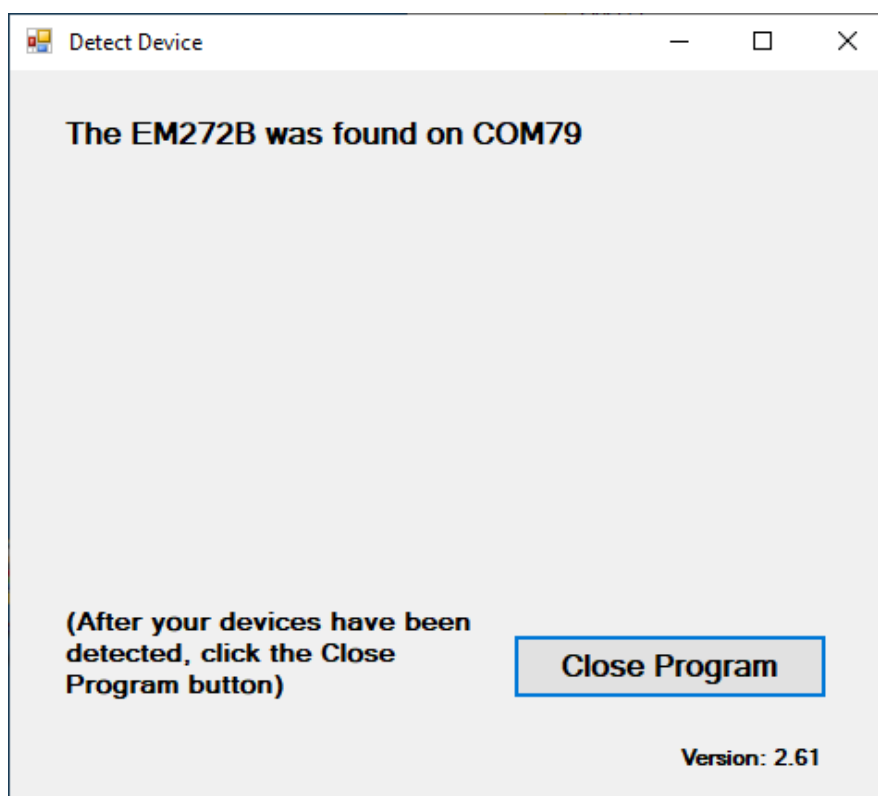 Detect Device
The EM272B was found on COM79
(After your devices have been
detected, click the Close
Program button)
Close Program
Version: 2.61